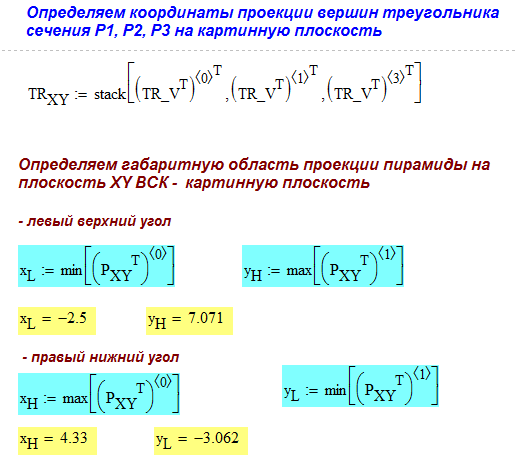 Определяем координаты проекции вершин треугольника
сечения P1, P2, P3 на картинную плоскость
TR_XY := stack[((TR_V^T)^⟨0⟩)^T, ((TR_V^T)^⟨1⟩)^T, ((TR_V^T)^⟨3⟩)^T]
Определяем габаритную область проекции пирамиды на
плоскость XY ВСК - картинную плоскость
- левый верхний угол
x_L := min[(P_XY^T)^⟨0⟩] y_H := max[(P_XY^T)^⟨1⟩]
x_L = −2.5 y_H = 7.071
- правый нижний угол
x_H := max[(P_XY^T)^⟨0⟩] y_L := min[(P_XY^T)^⟨1⟩]
x_H = 4.33 y_L = −3.062